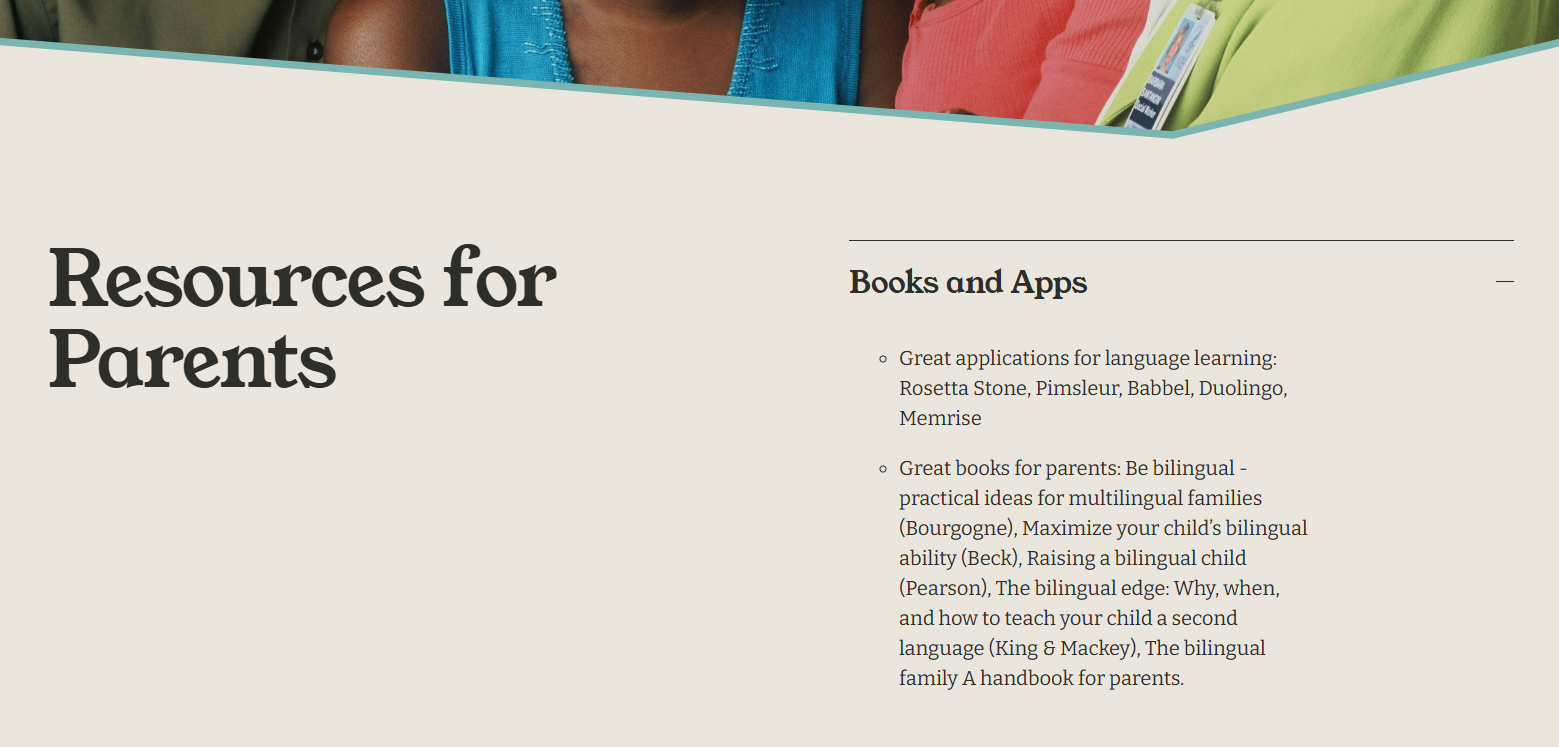 Social Worker
Resources for
Parents
Books and Apps
Great applications for language learning:
Rosetta Stone, Pimsleur, Babbel, Duolingo,
Memrise
Great books for parents: Be bilingual -
practical ideas for multilingual families
(Bourgogne), Maximize your child’s bilingual
ability (Beck), Raising a bilingual child
(Pearson), The bilingual edge: Why, when,
and how to teach your child a second
language (King & Mackey), The bilingual
family A handbook for parents.